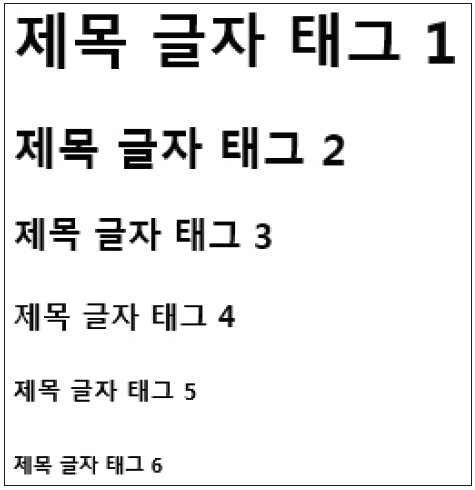 제목 글자 태그 1
제목 글자 태그 2
제목 글자 태그 3
제목 글자 태그 4
제목 글자 태그 5
제목 글자 태그 6